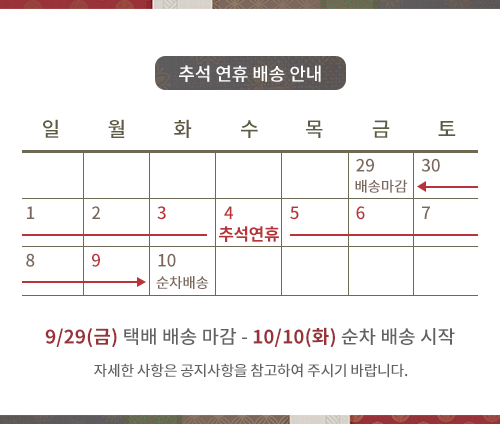 추석 연휴 배송 안내
일 월 화 수 목 금 토
29 30
배송마감
1 2 3 4 5 6 7
추석연휴
8 9 10
순차배송
9/29(금) 택배 배송 마감 - 10/10(화) 순차 배송 시작
자세한 사항은 공지사항을 참고하여 주시기 바랍니다.